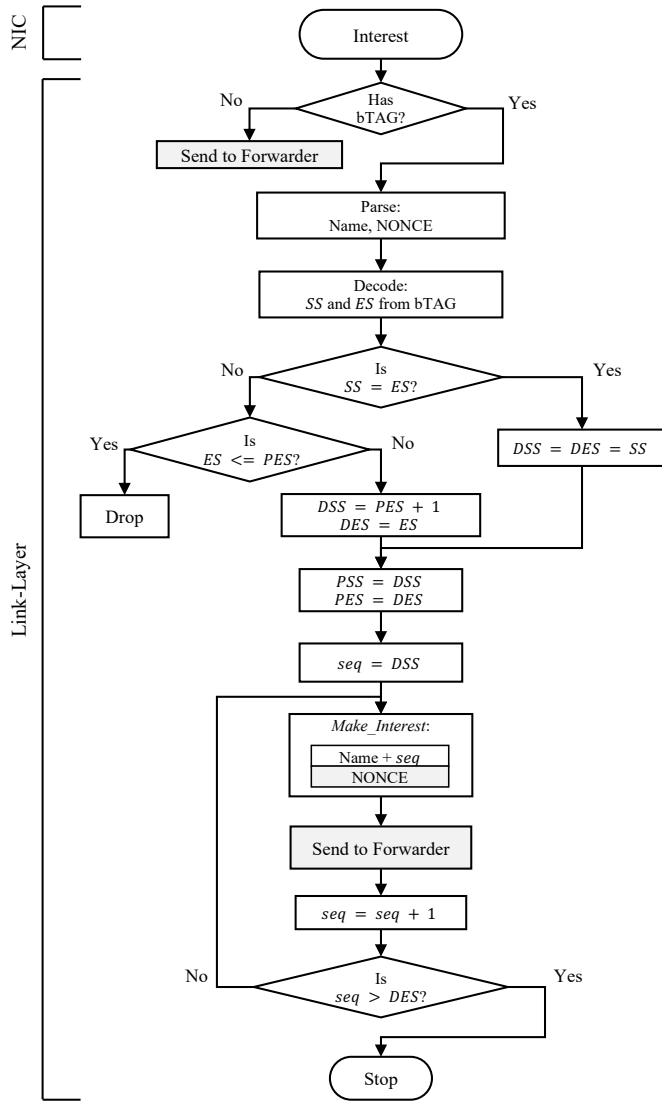 NIC
Interest
Has
bTAG?
No
Yes
Send to Forwarder
Parse:
Name, NONCE
Decode:
SS and ES from bTAG
Is
SS = ES?
No
Yes
Is
ES <= PES?
Yes
No
DSS = DES = SS
Drop
DSS = PES + 1
DES = ES
Link-Layer
PSS = DSS
PES = DES
seq = DSS
Make_Interest:
Name + seq
NONCE
Send to Forwarder
seq = seq + 1
Is
seq > DES?
No
Yes
Stop